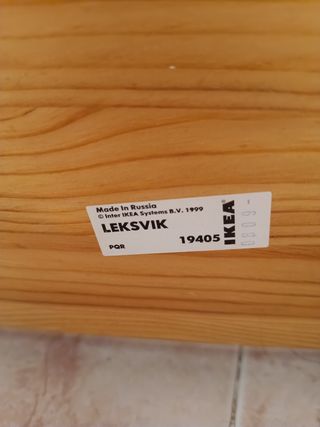 Made in Russia
© Inter IKEA Systems B.V. 1999
LEKSVIK
PQR
19405
IKEA
0809-